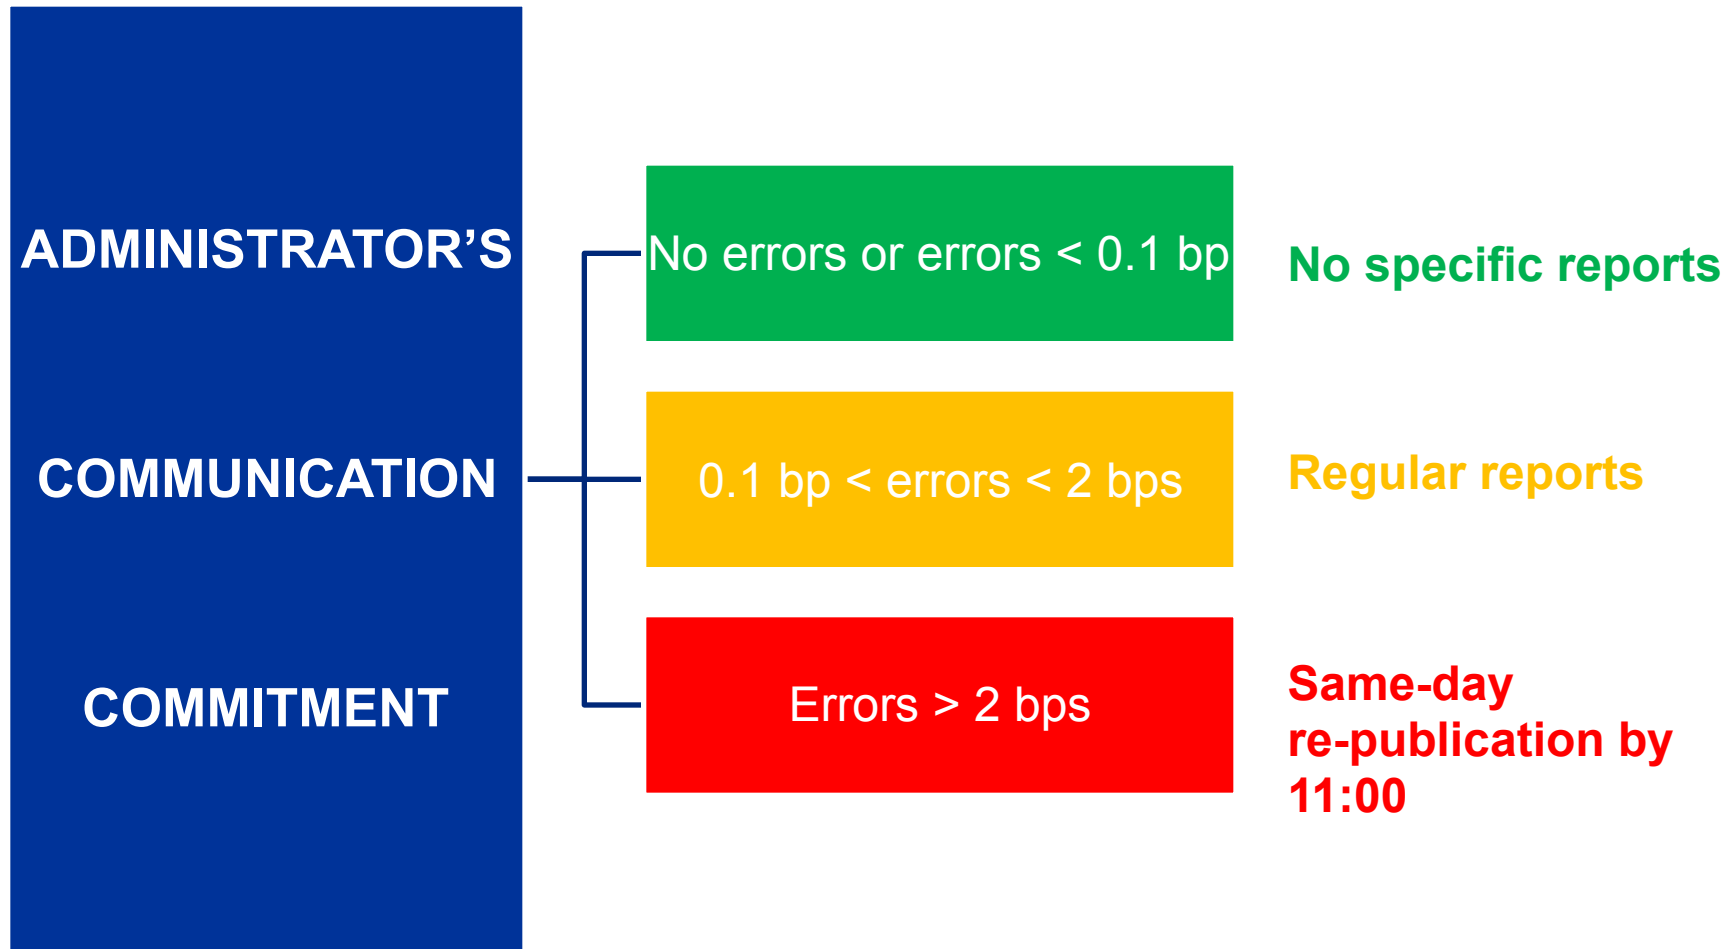 ADMINISTRATOR’S
COMMUNICATION
COMMITMENT
No errors or errors < 0.1 bp
No specific reports
0.1 bp < errors < 2 bps
Regular reports
Errors > 2 bps
Same-day
re-publication by
11:00